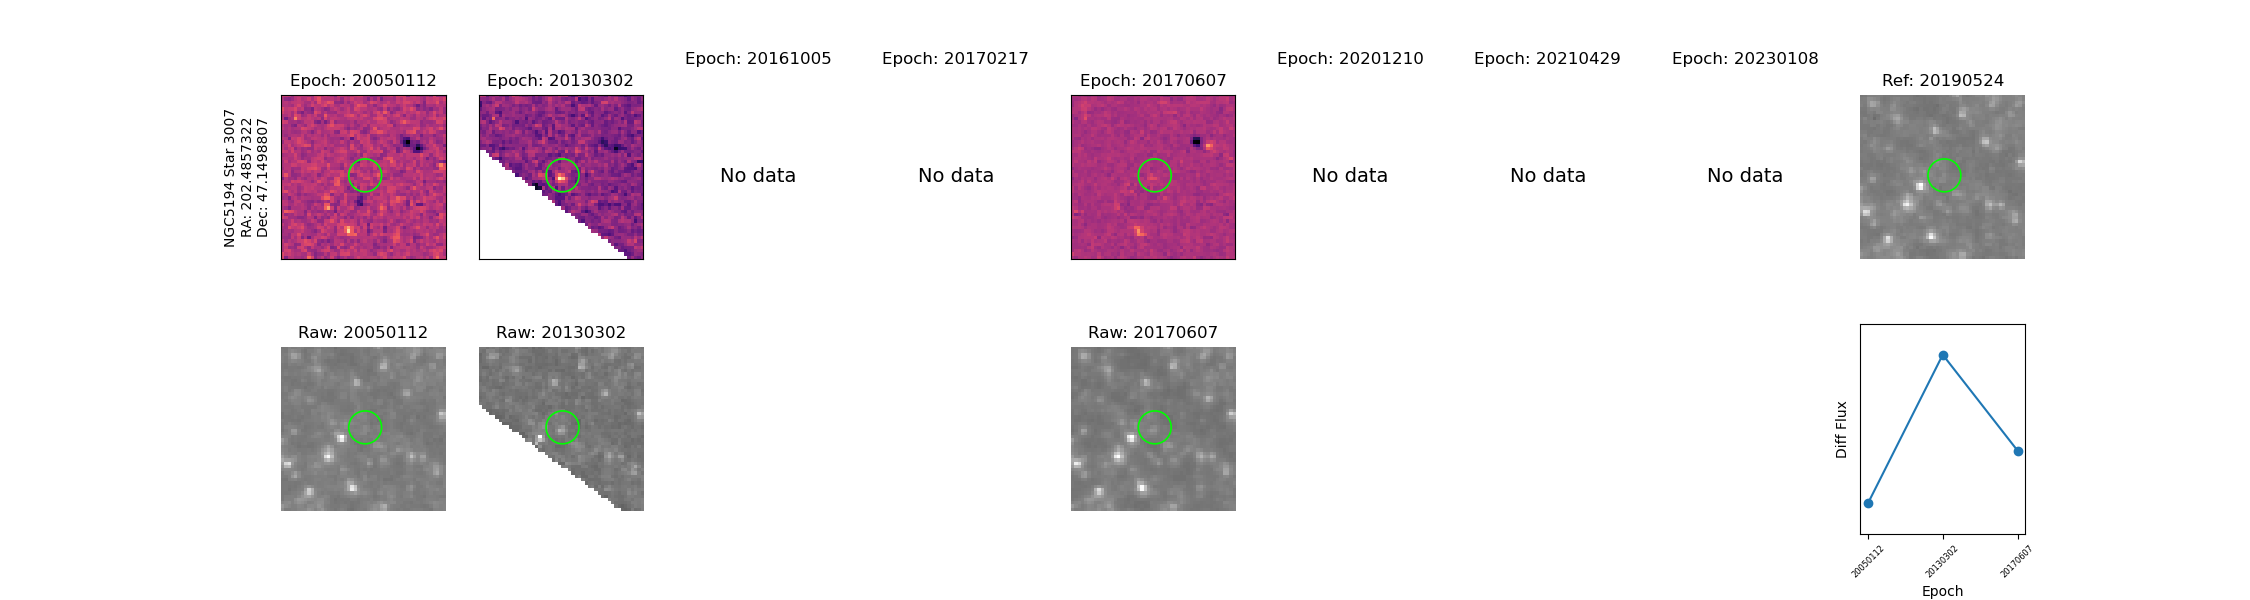 Epoch: 20050112
Epoch: 20130302
Epoch: 20161005
Epoch: 20170217
Epoch: 20170607
Epoch: 20201210
Epoch: 20210429
Epoch: 20230108
Ref: 20190524
NGC5194 Star 3007
RA: 202.4857322
Dec: 47.1498807
No data
No data
No data
No data
No data
Raw: 20050112
Raw: 20130302
Raw: 20170607
Diff Flux
20050112
20130302
20170607
Epoch